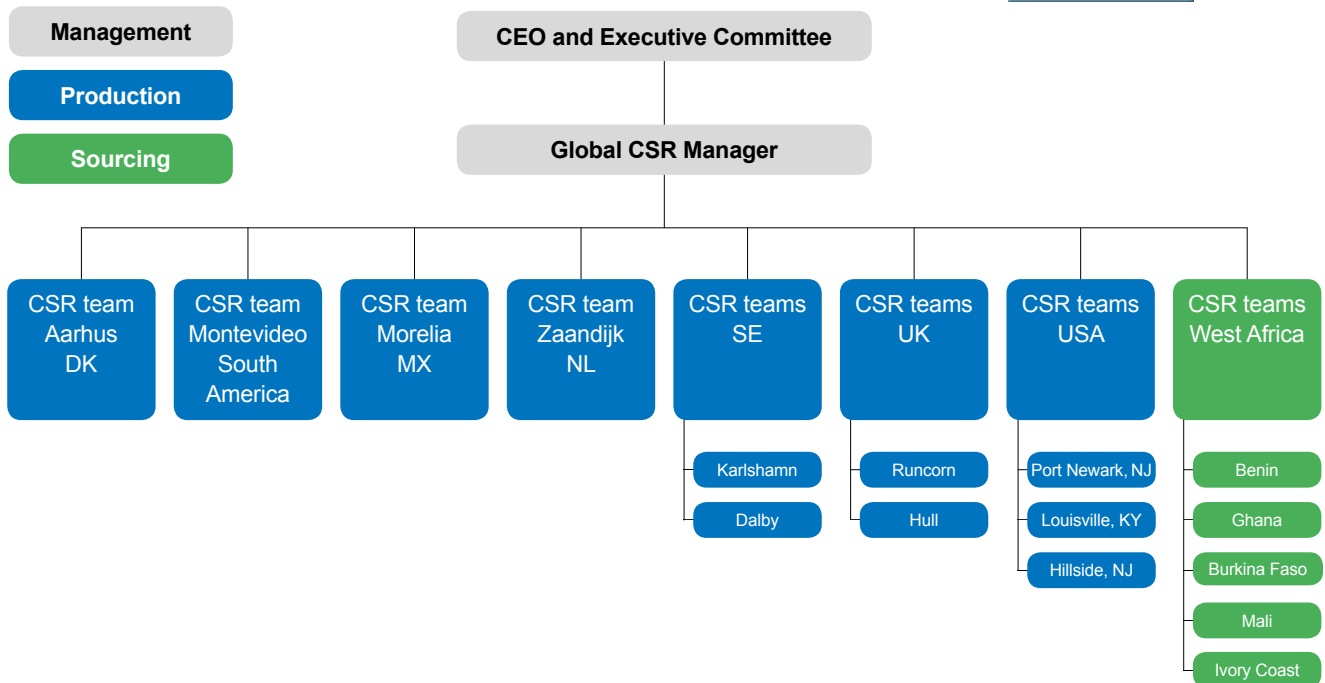 Management
Production
Sourcing
CEO and Executive Committee
Global CSR Manager
CSR team
Aarhus
DK
CSR team
Montevideo
South
America
CSR team
Morelia
MX
CSR team
Zaandijk
NL
CSR teams
SE
Karlshamn
Dalby
CSR teams
UK
Runcorn
Hull
CSR teams
USA
Port Newark, NJ
Louisville, KY
Hillside, NJ
CSR teams
West Africa
Benin
Ghana
Burkina Faso
Mali
Ivory Coast